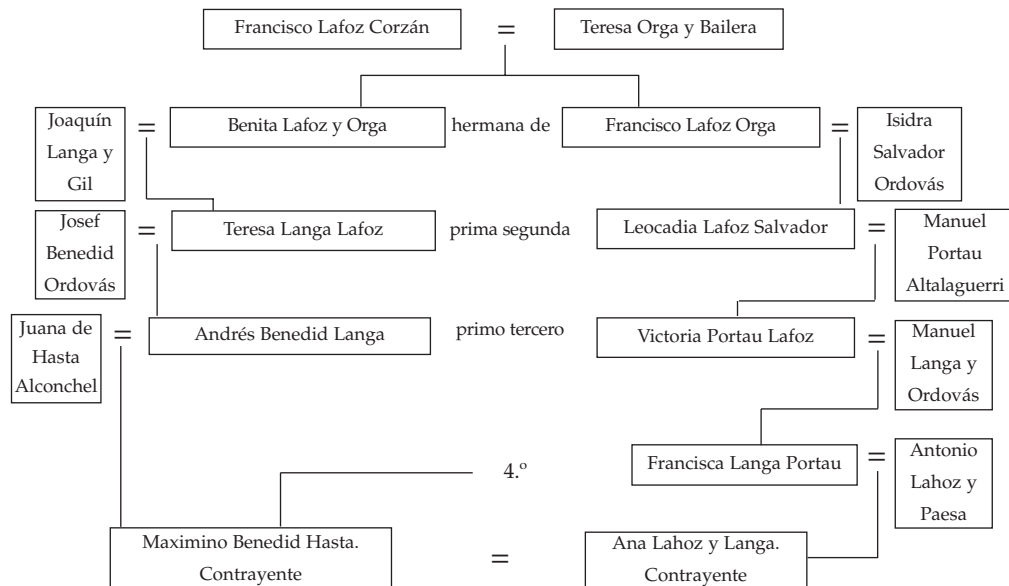 Francisco Lafoz Corzán
=
Teresa Orga y Bailera
Joaquín
Langa y
Gil
=
Benita Lafoz y Orga
hermana de
Francisco Lafoz Orga
=
Isidra
Salvador
Ordovás
Josef
Benedid
Ordovás
=
Teresa Langa Lafoz
prima segunda
Leocadia Lafoz Salvador
=
Manuel
Portau
Altalaguerri
Juana de
Hasta
Alconchel
=
Andrés Benedid Langa
primo tercero
Victoria Portau Lafoz
=
Manuel
Langa y
Ordovás
4.º
Francisca Langa Portau
=
Antonio
Lahoz y
Paesa
Maximino Benedid Hasta.
Contrayente
=
Ana Lahoz y Langa.
Contrayente